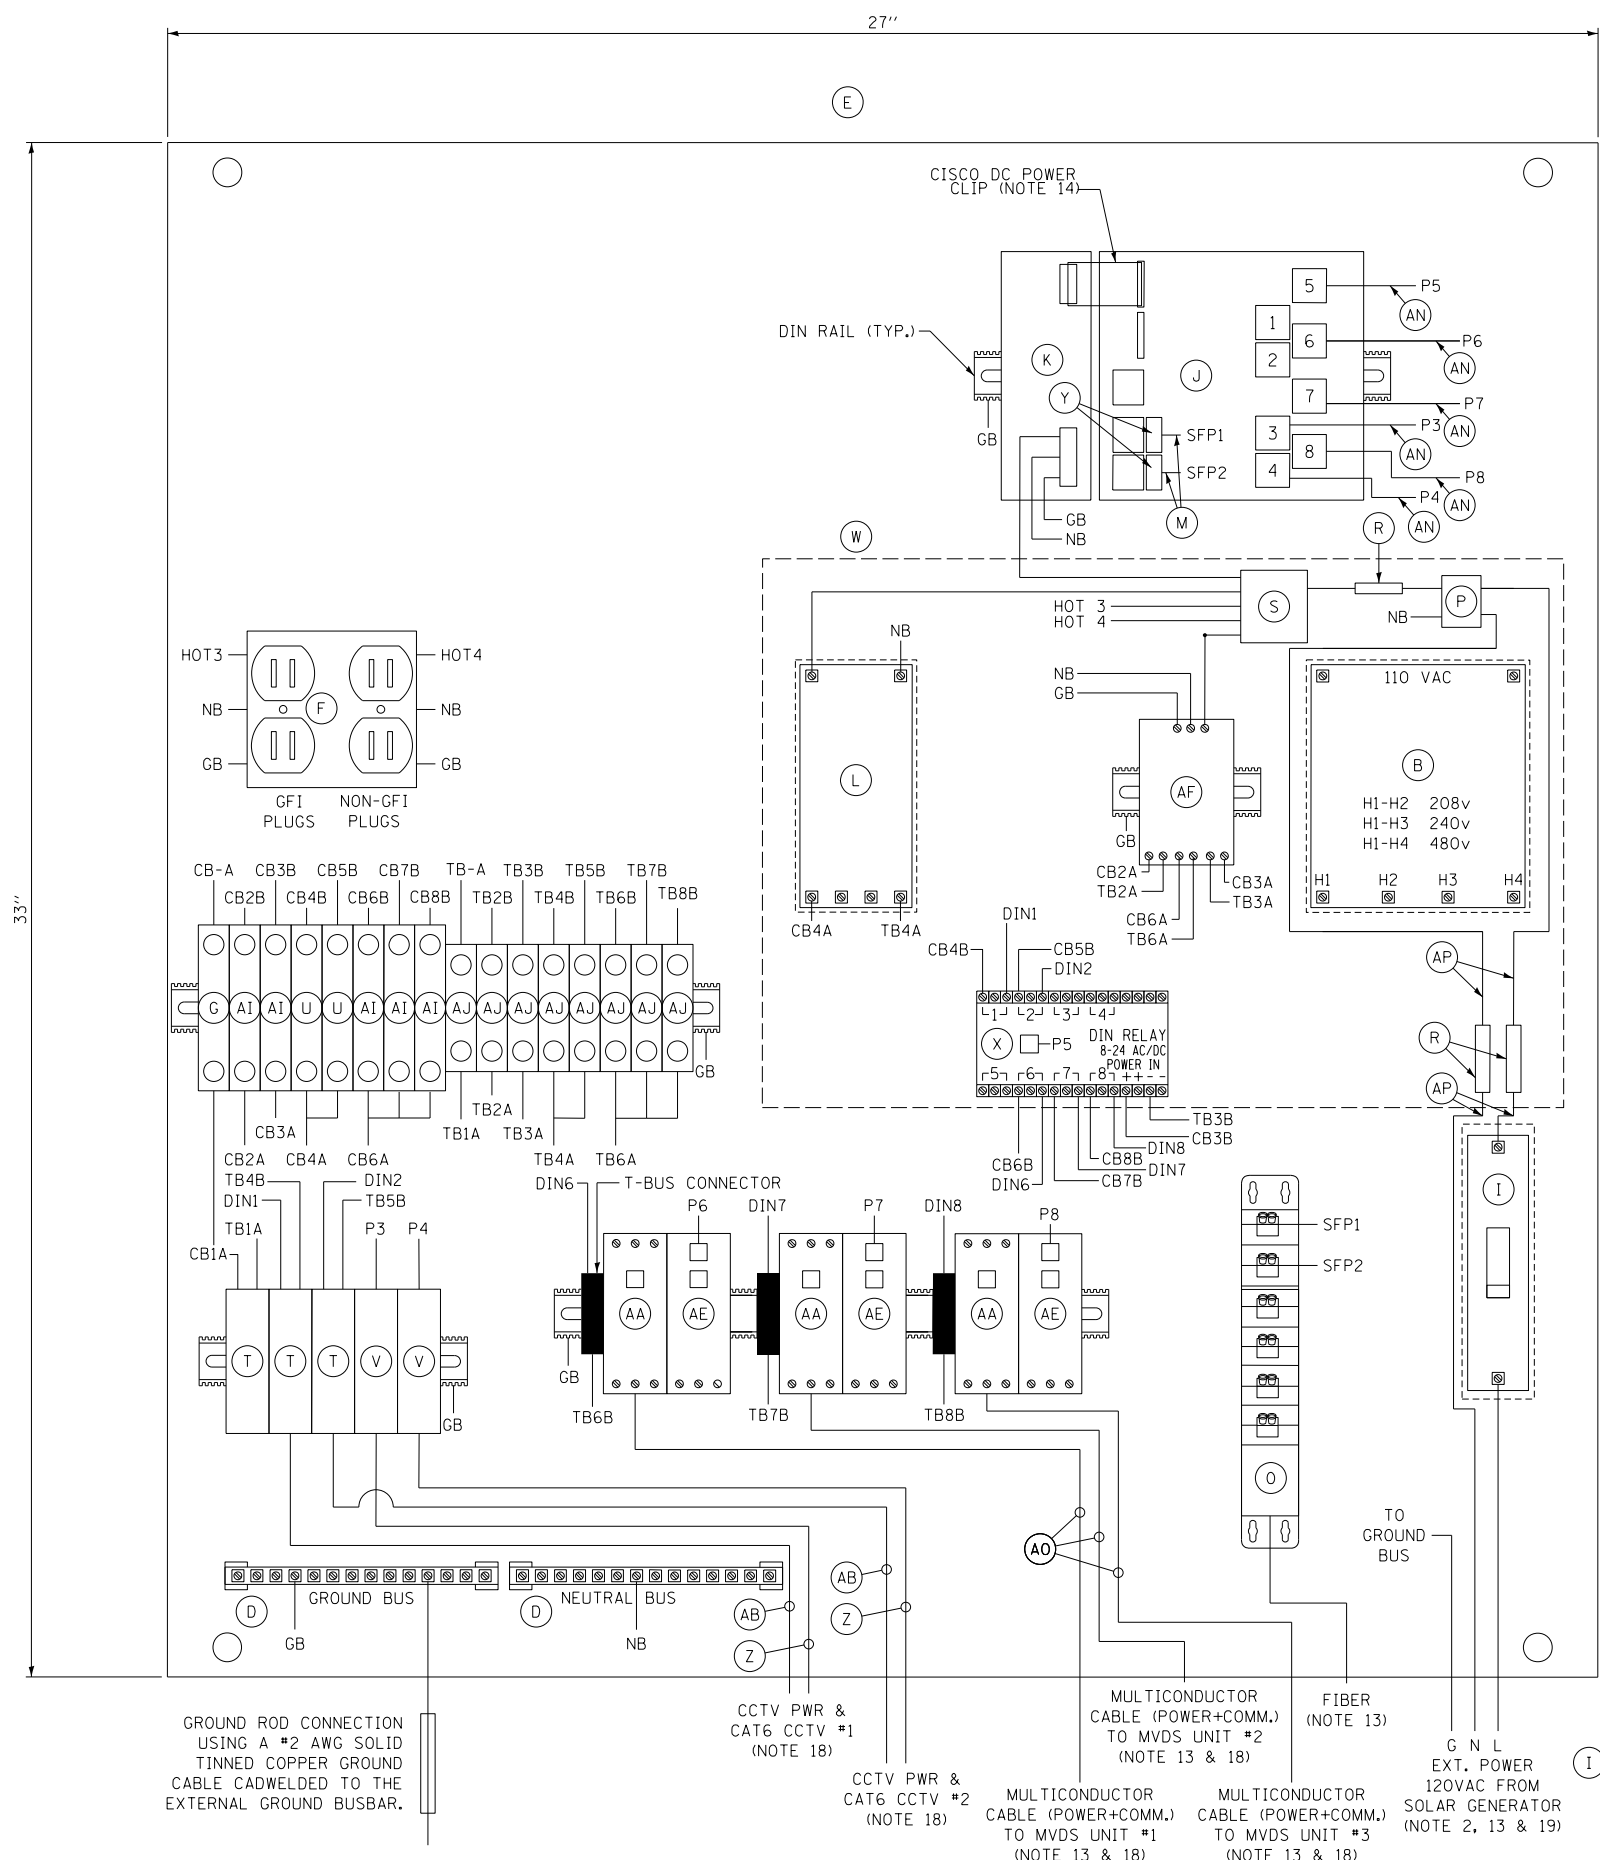 27″
E
CISCO DC POWER
CLIP (NOTE 14)
5
P5
AN
1
DIN RAIL (TYP.)
6
P6
K
2
J
AN
Y
7
P7
GB
SFP1
3
P3
AN
AN
8
SFP2
4
P8
P4
AN
M
AN
GB
NB
W
R
HOT 3
HOT 4
S
P
NB
NB
HOT3
HOT4
NB
GB
110 VAC
NB
F
NB
GB
GB
L
AF
B
GFI
PLUGS
NON-GFI
PLUGS
H1-H2 208v
H1-H3 240v
H1-H4 480v
GB
33″
CB-A
CB3B
CB5B
CB7B
TB-A
TB3B
TB5B
TB7B
CB2B
CB4B
CB6B
CB8B
TB2B
TB4B
TB6B
TB8B
CB2A
TB2A
CB3A
TB3A
H1
H2
H3
H4
CB4A
TB4A
CB6A
TB6A
DIN1
CB4B
CB5B
DIN2
AP
G
AI
AI
U
U
AI
AI
AI
AJ
AJ
AJ
AJ
AJ
AJ
AJ
AJ
1
2
3
4
X
P5
DIN RELAY
8-24 AC/DC
POWER IN
R
5
6
7
8
++--
GB
AP
TB2A
TB1A
TB3A
CB3A
TB3B
CB3B
CB2A
CB4A
CB6A
TB4A
TB6A
CB6B
CB8B
DIN8
DIN7
DIN6
CB7B
TB4B
DIN2
DIN1
TB5B
TB1A
P3
P4
CB1A
DIN6
T-BUS CONNECTOR
P6
DIN7
P7
DIN8
P8
I
SFP1
SFP2
AA
AE
AA
AE
AA
AE
T
T
T
V
V
GB
GB
TB6B
TB7B
TB8B
O
TO
GROUND
BUS
AO
GROUND BUS
NEUTRAL BUS
D
D
GB
NB
AB
Z
AB
Z
CCTV PWR &
CAT6 CCTV #1
(NOTE 18)
MULTICONDUCTOR
CABLE (POWER+COMM.)
TO MVDS UNIT #2
(NOTE 13 & 18)
FIBER
(NOTE 13)
GROUND ROD CONNECTION
USING A #2 AWG SOLID
TINNED COPPER GROUND
CABLE CADWELDED TO THE
EXTERNAL GROUND BUSBAR.
CCTV PWR &
CAT6 CCTV #2
(NOTE 18)
MULTICONDUCTOR
CABLE (POWER+COMM.)
TO MVDS UNIT #1
(NOTE 13 & 18)
MULTICONDUCTOR
CABLE (POWER+COMM.)
TO MVDS UNIT #3
(NOTE 13 & 18)
G N L
EXT. POWER
120VAC FROM
SOLAR GENERATOR
(NOTE 2, 13 & 19)
I